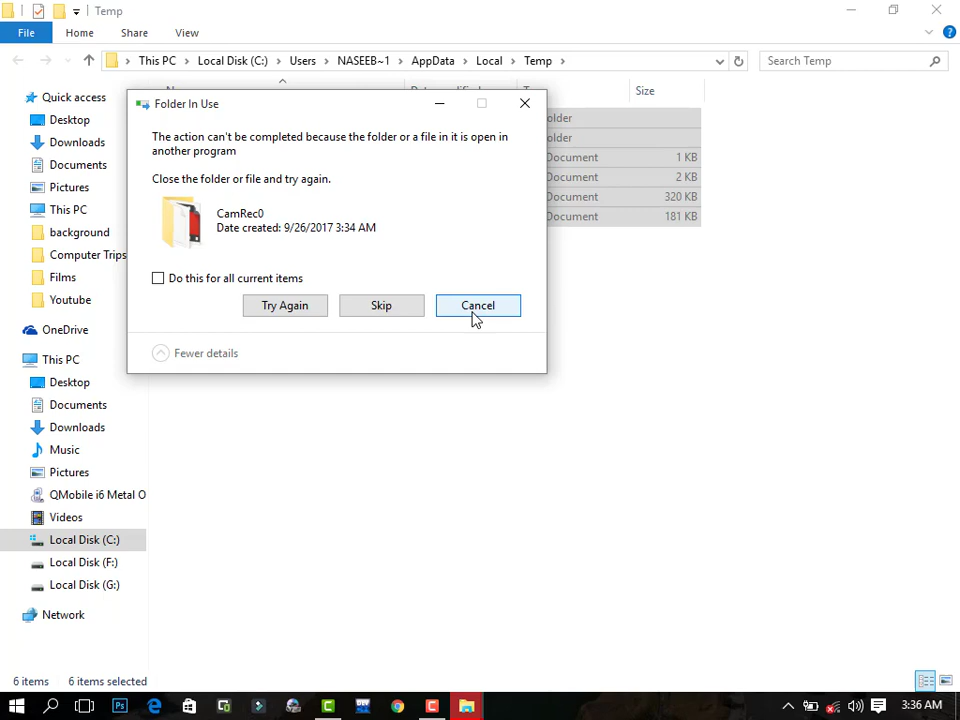 Temp
File Home Share View
This PC Local Disk (C:) Users NASEEB~1 AppData Local Temp
Search Temp
Size
Quick access
Desktop
Downloads
Documents
Pictures
This PC
background
Computer Trips
Films
Youtube
OneDrive
This PC
Desktop
Documents
Downloads
Music
Pictures
QMobile i6 Metal O
Videos
Local Disk (C:)
Local Disk (F:)
Local Disk (G:)
Network
Folder In Use
The action can't be completed because the folder or a file in it is open in
another program
Close the folder or file and try again.
CamRec0
Date created: 9/26/2017 3:34 AM
Do this for all current items
Try Again Skip Cancel
Fewer details
older
older
Document 1 KB
Document 2 KB
Document 320 KB
Document 181 KB
6 items 6 items selected
3:36 AM